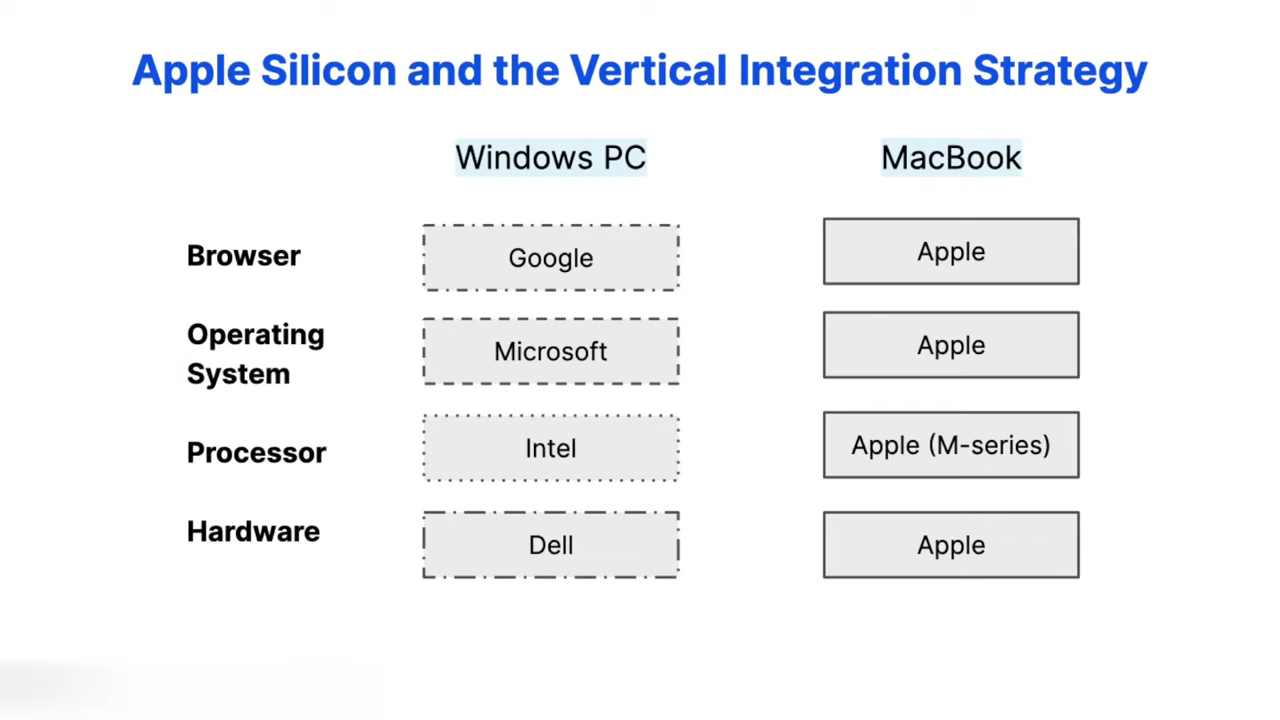 Apple Silicon and the Vertical Integration Strategy
Windows PC
MacBook
Browser
Google
Apple
Operating
System
Microsoft
Apple
Processor
Intel
Apple (M-series)
Hardware
Dell
Apple